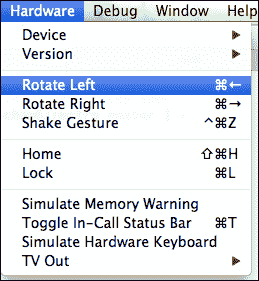 Hardware Debug Window Help
Device ▶
Version ▶
Rotate Left ⌘←
Rotate Right ⌘→
Shake Gesture ^⌘Z
Home ⇧⌘H
Lock ⌘L
Simulate Memory Warning
Toggle In-Call Status Bar ⌘T
Simulate Hardware Keyboard
TV Out ▶